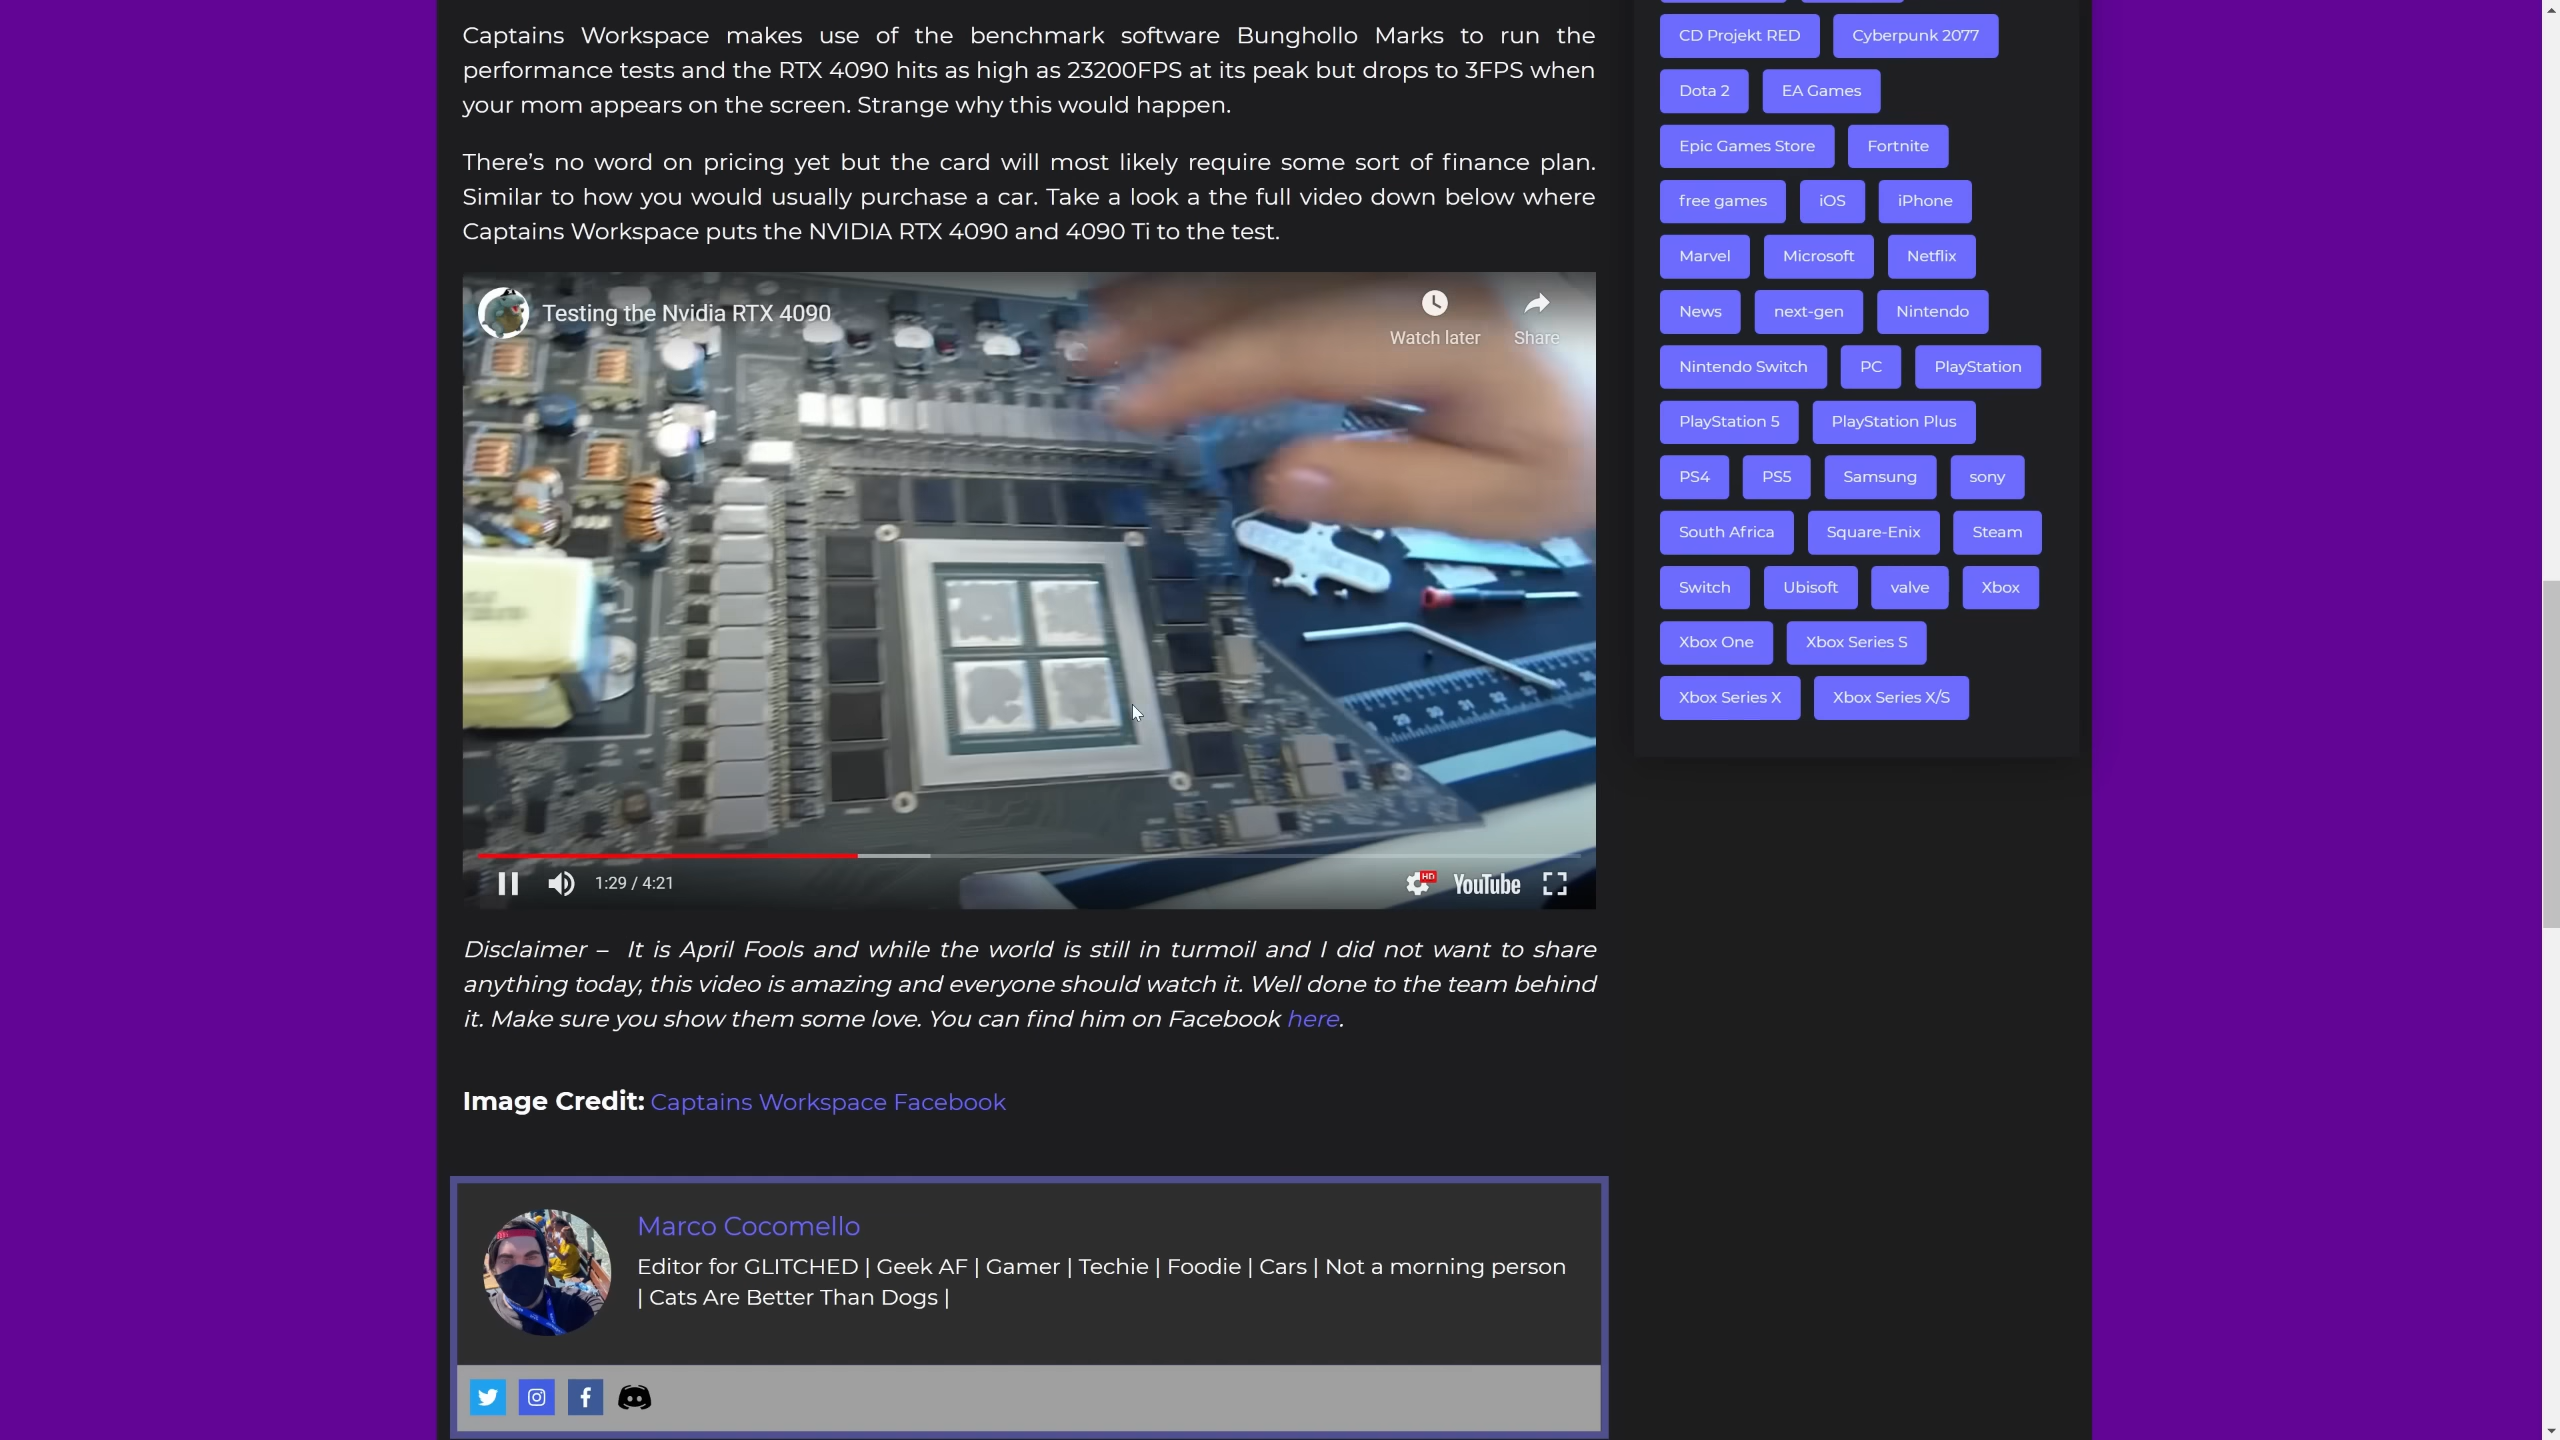 Captains Workspace makes use of the benchmark software Bunghollo Marks to run the
performance tests and the RTX 4090 hits as high as 23200FPS at its peak but drops to 3FPS when
your mom appears on the screen. Strange why this would happen.
There's no word on pricing yet but the card will most likely require some sort of finance plan.
Similar to how you would usually purchase a car. Take a look a the full video down below where
Captains Workspace puts the NVIDIA RTX 4090 and 4090 Ti to the test.
Testing the Nvidia RTX 4090
Watch later
Share
29 30 31 32
1:29 / 4:21
HD
YouTube
Disclaimer – It is April Fools and while the world is still in turmoil and I did not want to share
anything today, this video is amazing and everyone should watch it. Well done to the team behind
it. Make sure you show them some love. You can find him on Facebook here.
Image Credit: Captains Workspace Facebook
Marco Cocomello
Editor for GLITCHED | Geek AF | Gamer | Techie | Foodie | Cars | Not a morning person
| Cats Are Better Than Dogs |
CD Projekt RED Cyberpunk 2077
Dota 2 EA Games
Epic Games Store Fortnite
free games iOS iPhone
Marvel Microsoft Netflix
News next-gen Nintendo
Nintendo Switch PC PlayStation
PlayStation 5 PlayStation Plus
PS4 PS5 Samsung sony
South Africa Square-Enix Steam
Switch Ubisoft valve Xbox
Xbox One Xbox Series S
Xbox Series X Xbox Series X/S